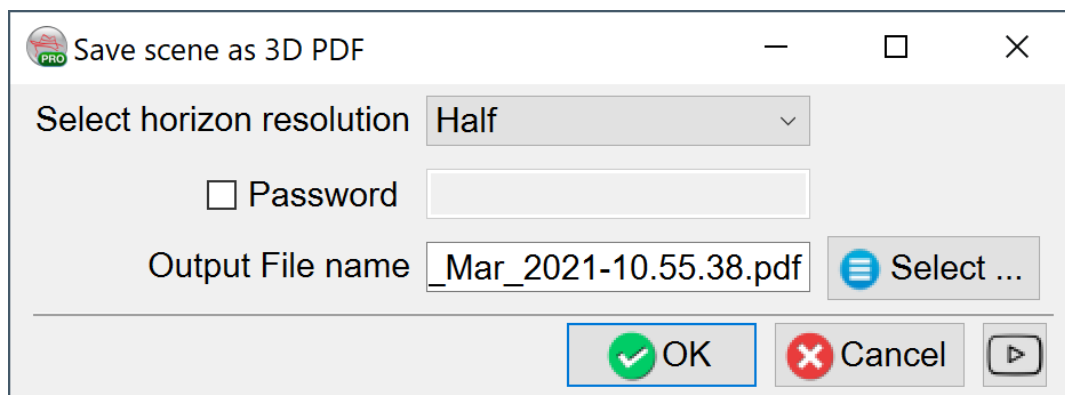 PRO Save scene as 3D PDF
Select horizon resolution Half
Password
Output File name _Mar_2021-10.55.38.pdf Select ...
OK Cancel